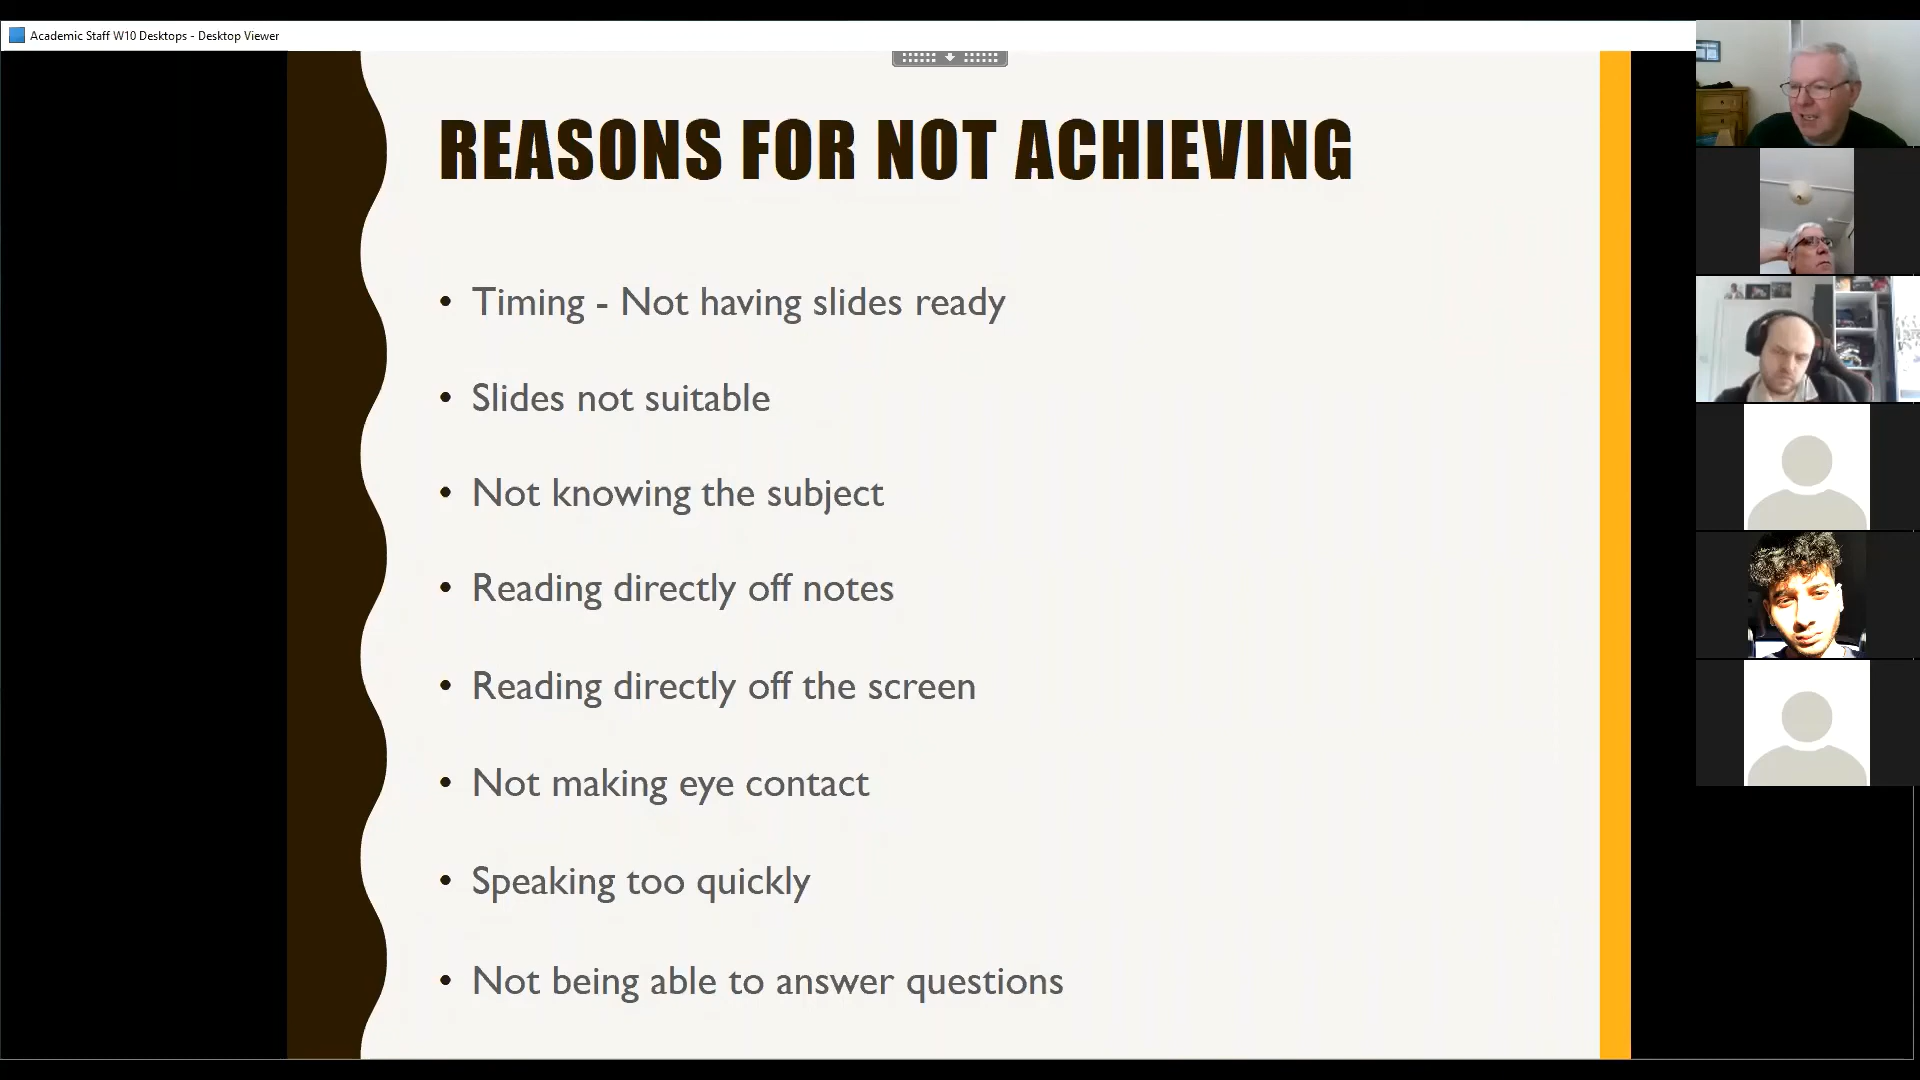 Academic Staff W10 Desktops - Desktop Viewer
REASONS FOR NOT ACHIEVING
• Timing - Not having slides ready
• Slides not suitable
• Not knowing the subject
• Reading directly off notes
• Reading directly off the screen
• Not making eye contact
• Speaking too quickly
• Not being able to answer questions